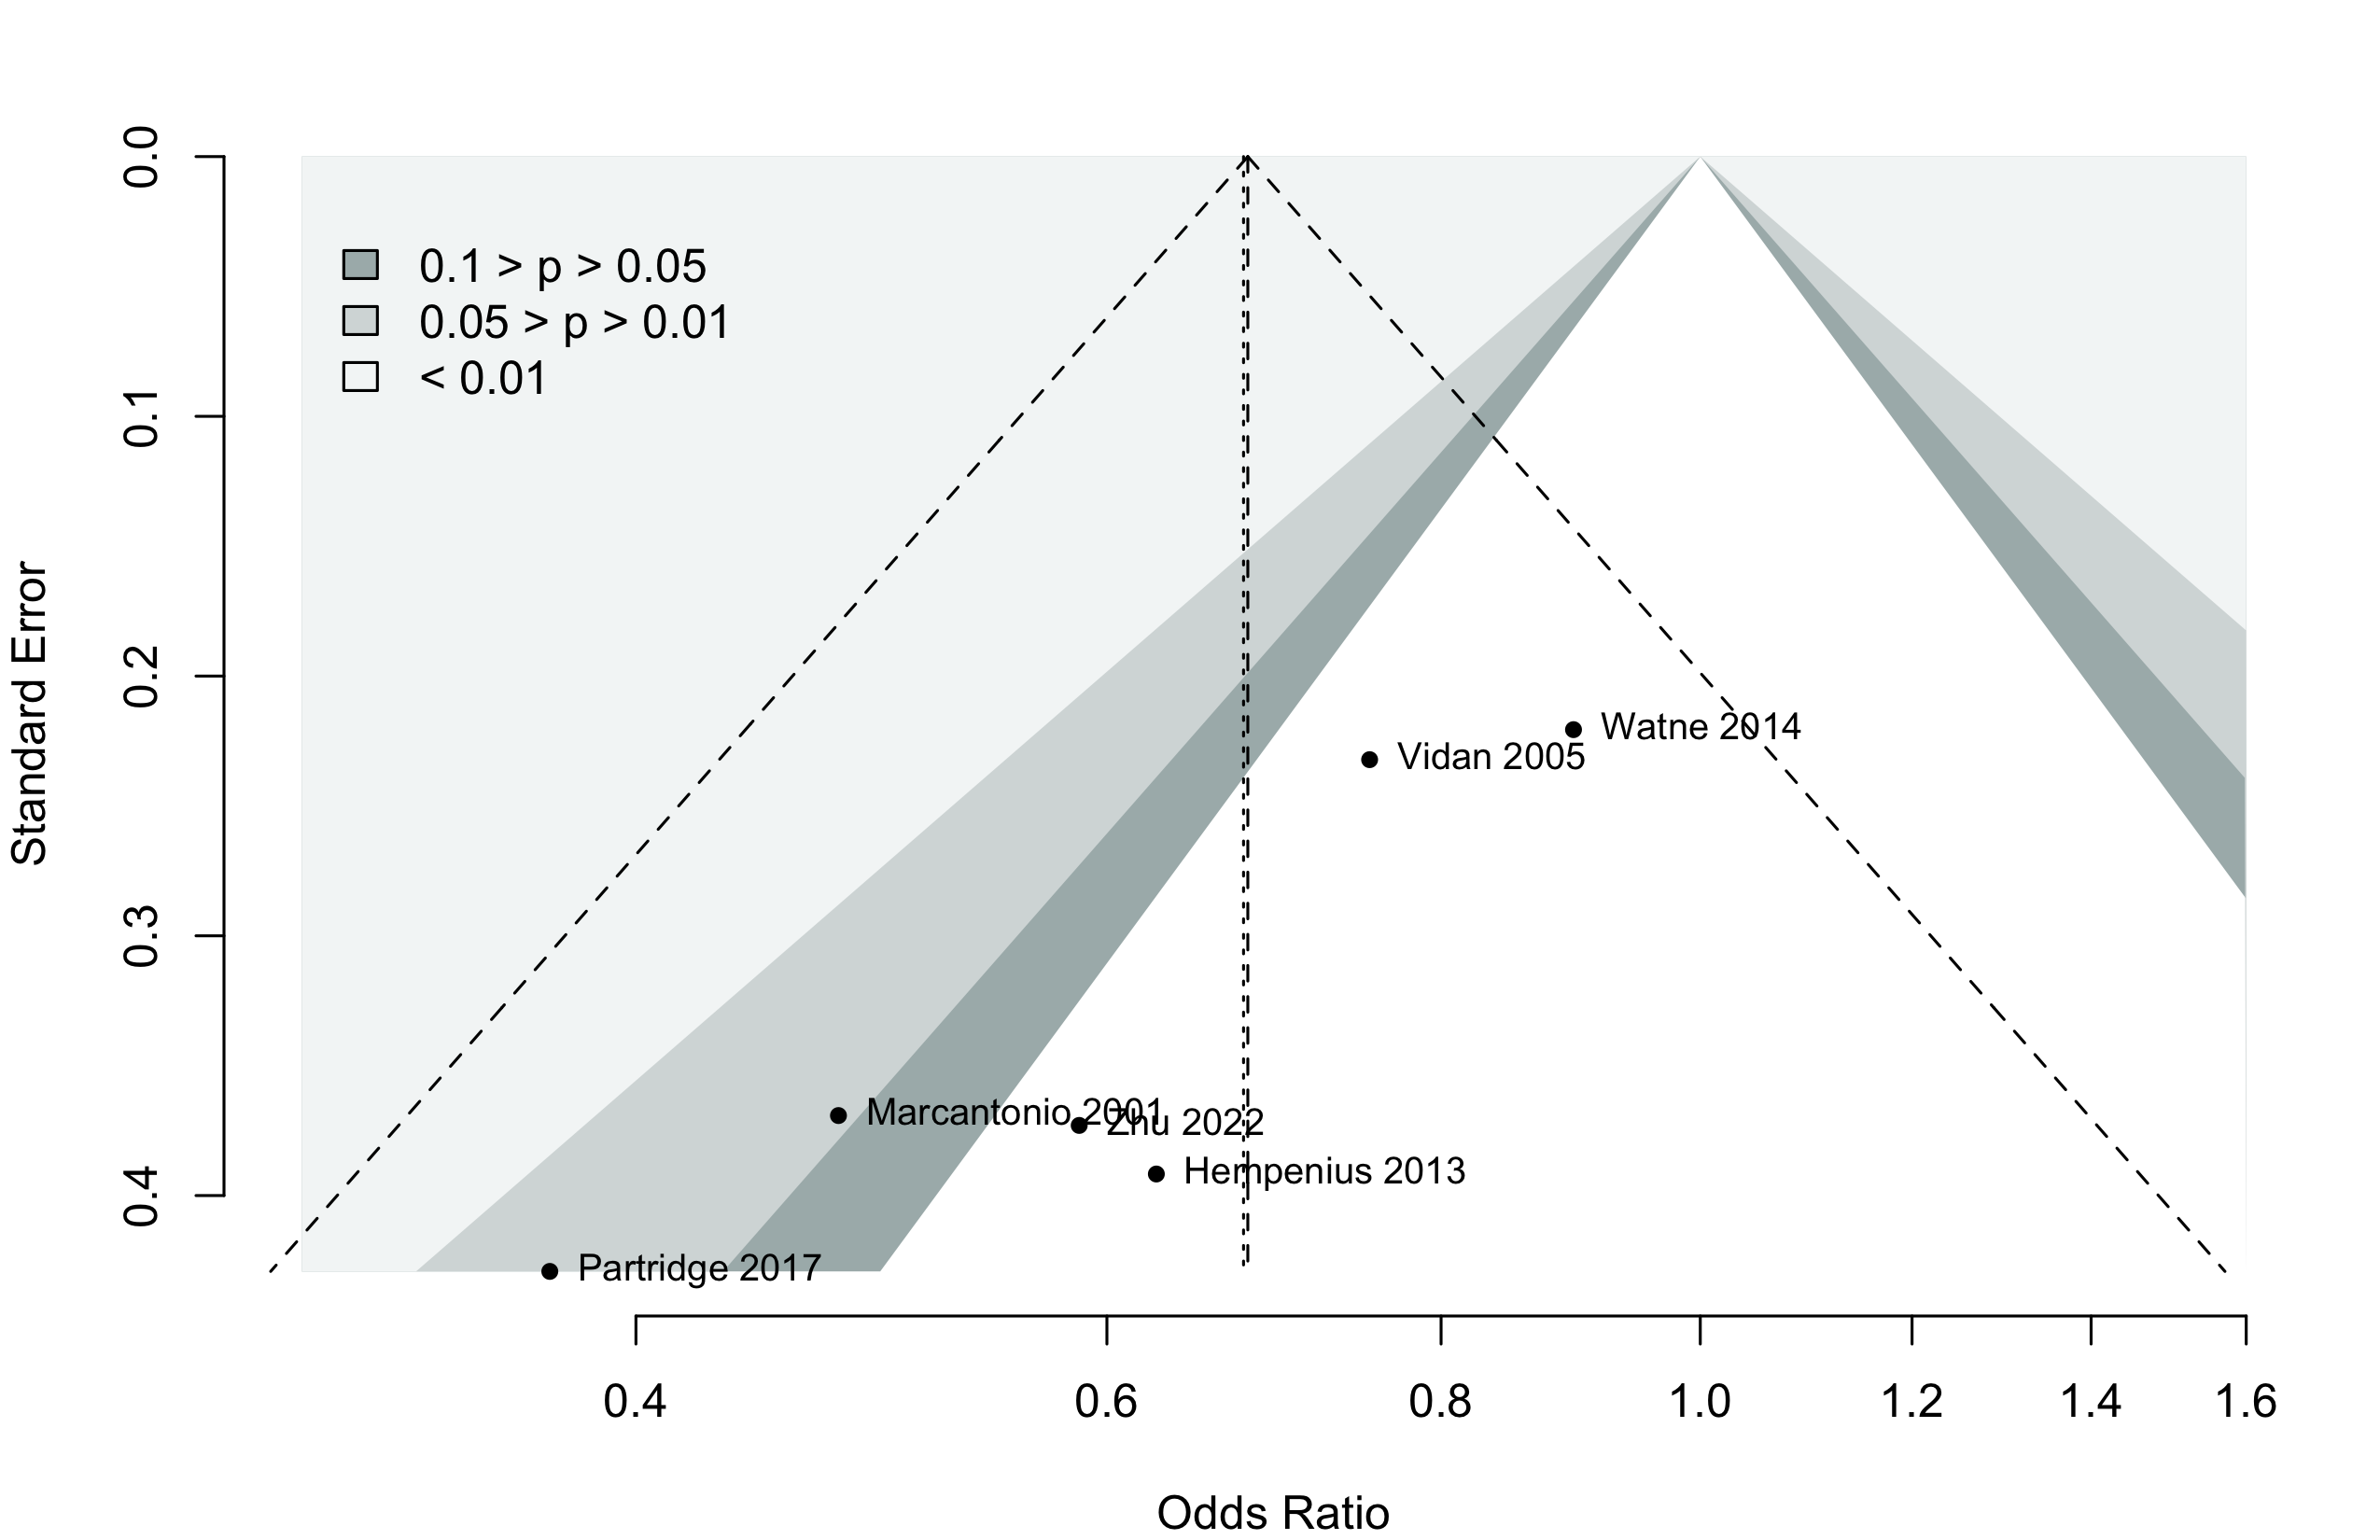 0.1 > p > 0.05
0.05 > p > 0.01
< 0.01
Standard Error
0.0
0.1
0.2
0.3
0.4
Watne 2014
Vidan 2005
Marcantonio 2001
Zhu 2022
Hempenius 2013
Partridge 2017
0.4 0.6 0.8 1.0 1.2 1.4 1.6
Odds Ratio